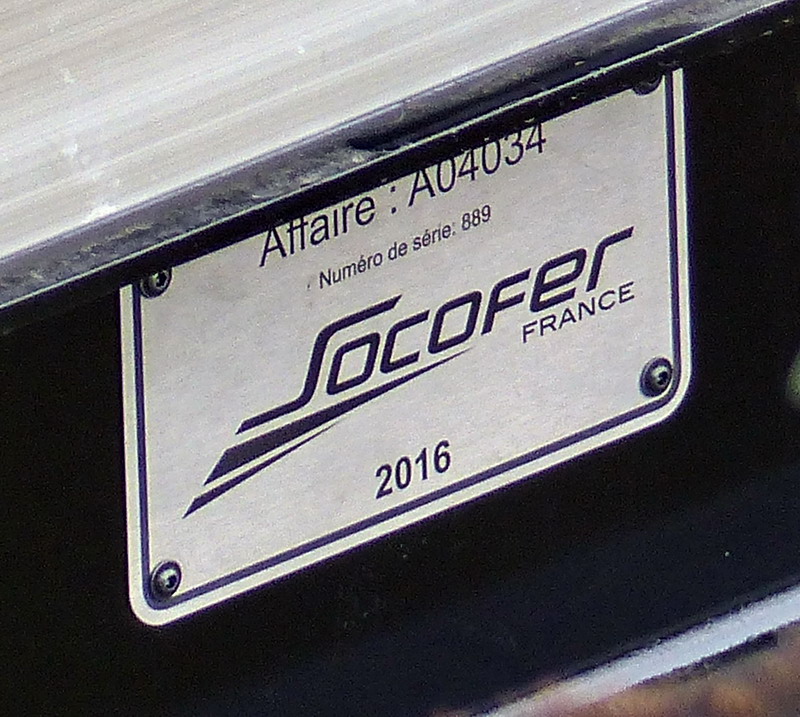 Affaire : A04034
Numéro de série: 889
Socofer
FRANCE
2016